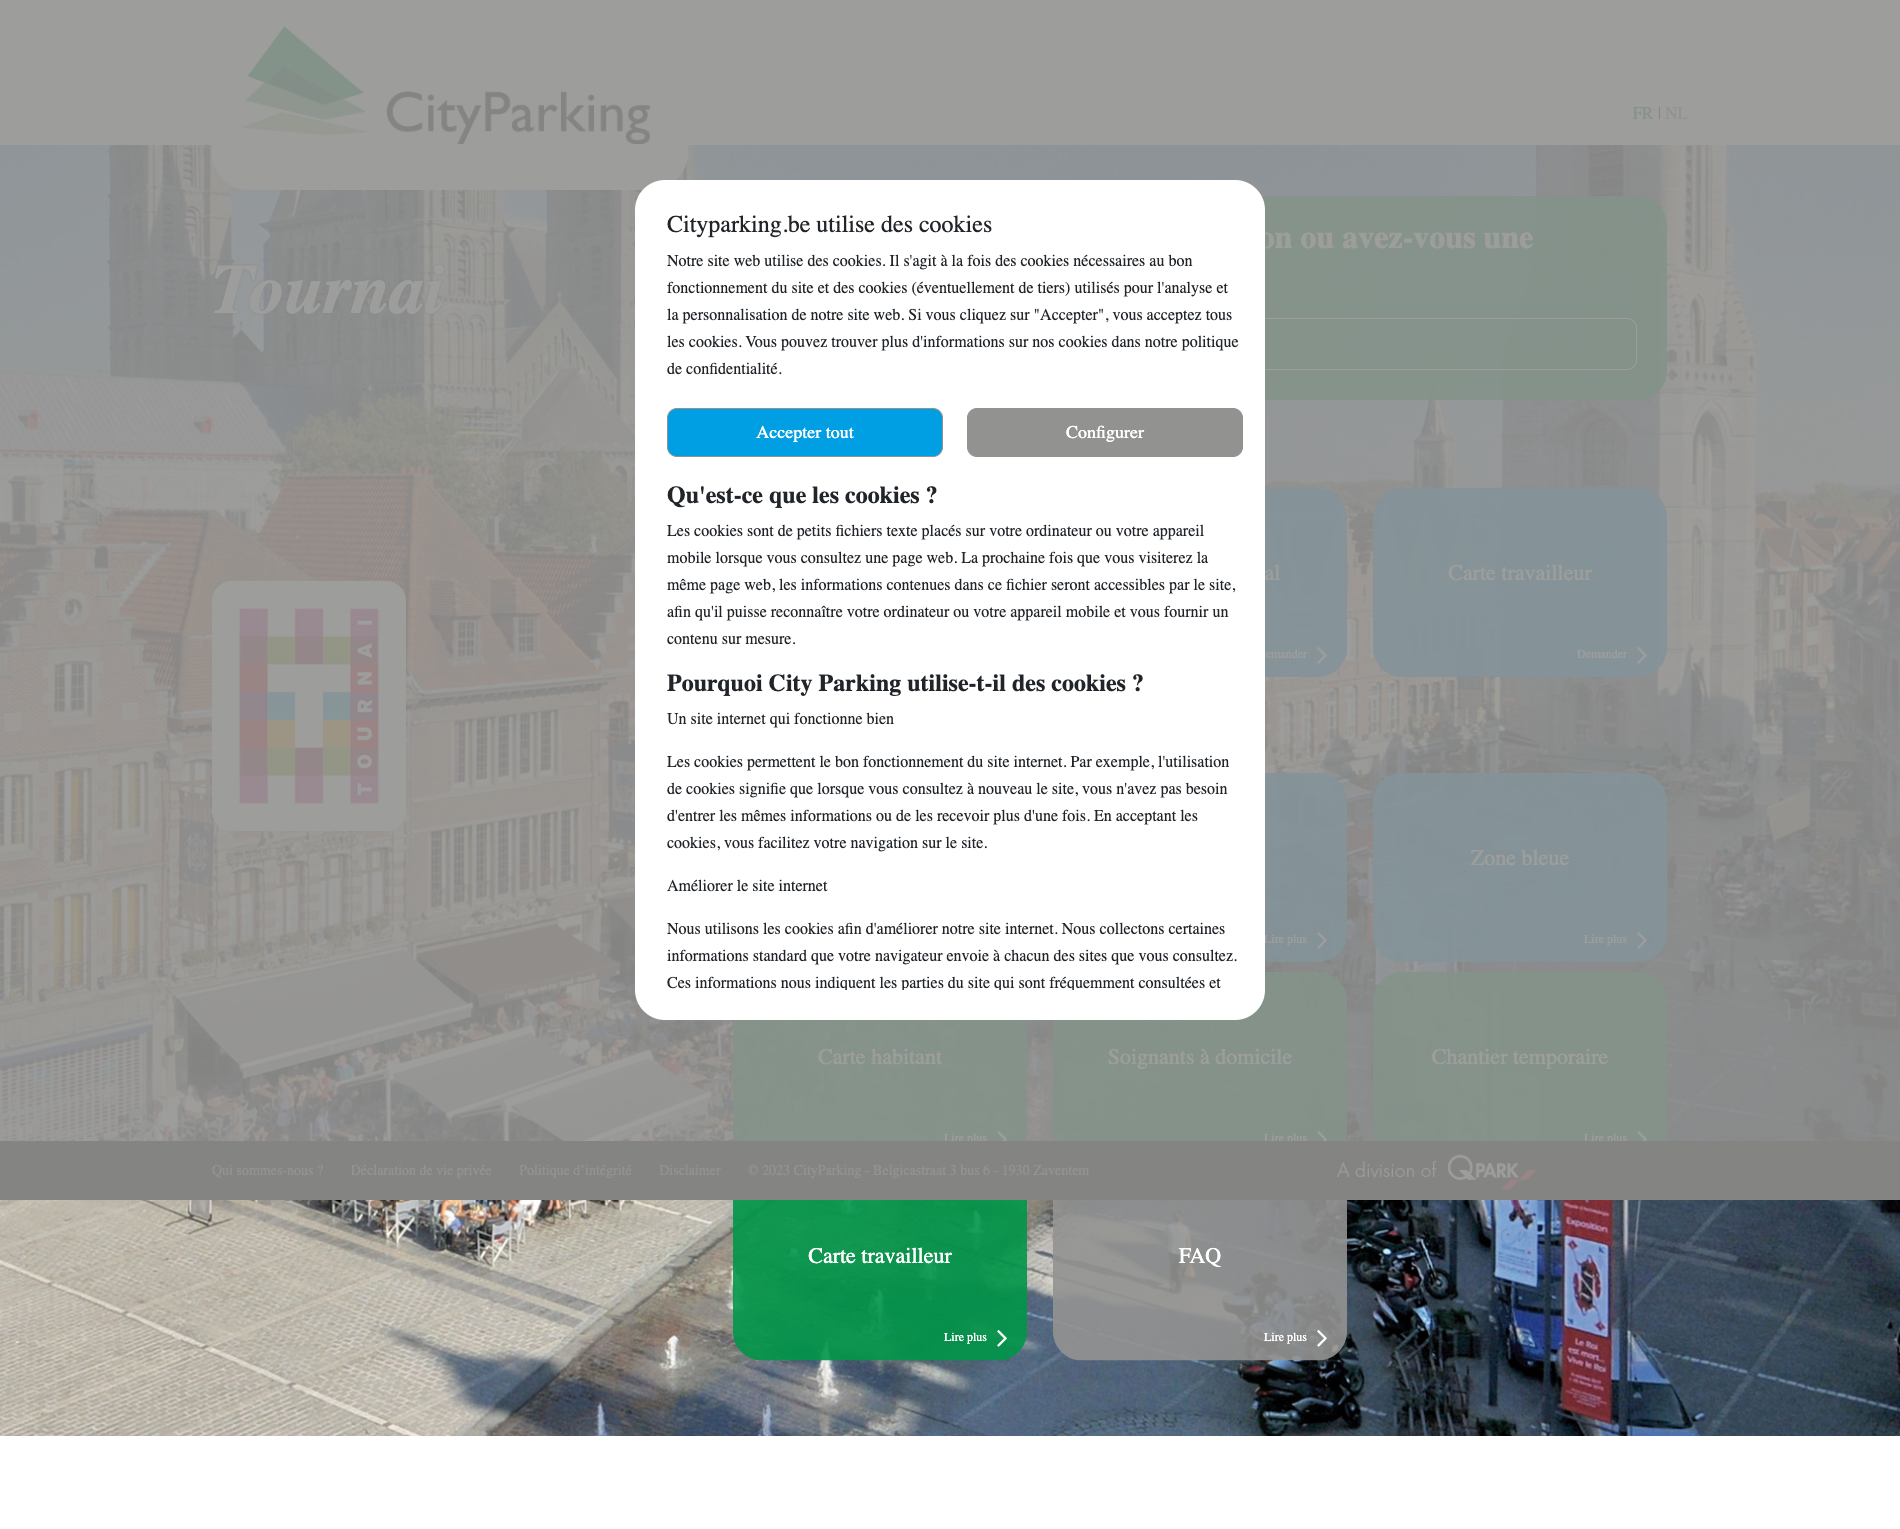 CityParking
FR | NL
Tournai
on ou avez-vous une
Cityparking.be utilise des cookies
Notre site web utilise des cookies. Il s'agit à la fois des cookies nécessaires au bon
fonctionnement du site et des cookies (éventuellement de tiers) utilisés pour l'analyse et
la personnalisation de notre site web. Si vous cliquez sur "Accepter", vous acceptez tous
les cookies. Vous pouvez trouver plus d'informations sur nos cookies dans notre politique
de confidentialité.
Accepter tout
Configurer
Qu'est-ce que les cookies ?
Les cookies sont de petits fichiers texte placés sur votre ordinateur ou votre appareil
mobile lorsque vous consultez une page web. La prochaine fois que vous visiterez la
même page web, les informations contenues dans ce fichier seront accessibles par le site,
afin qu'il puisse reconnaître votre ordinateur ou votre appareil mobile et vous fournir un
contenu sur mesure.
Pourquoi City Parking utilise-t-il des cookies ?
Un site internet qui fonctionne bien
Les cookies permettent le bon fonctionnement du site internet. Par exemple, l'utilisation
de cookies signifie que lorsque vous consultez à nouveau le site, vous n'avez pas besoin
d'entrer les mêmes informations ou de les recevoir plus d'une fois. En acceptant les
cookies, vous facilitez votre navigation sur le site.
Améliorer le site internet
Nous utilisons les cookies afin d'améliorer notre site internet. Nous collectons certaines
informations standard que votre navigateur envoie à chacun des sites que vous consultez.
Ces informations nous indiquent les parties du site qui sont fréquemment consultées et
TOURNAI
al
emander
Carte travailleur
Demander
Lire plus
Zone bleue
Lire plus
Carte habitant
Lire plus
Soignants à domicile
Lire plus
Chantier temporaire
Lire plus
Qui sommes-nous ?
Déclaration de vie privée
Politique d'intégrité
Disclaimer
© 2023 CityParking - Belgicastraat 3 bus 6 - 1930 Zaventem
A division of Q PARK
Carte travailleur
Lire plus
FAQ
Lire plus
Exposition
Le Roi
est mort...
Vive le Roi